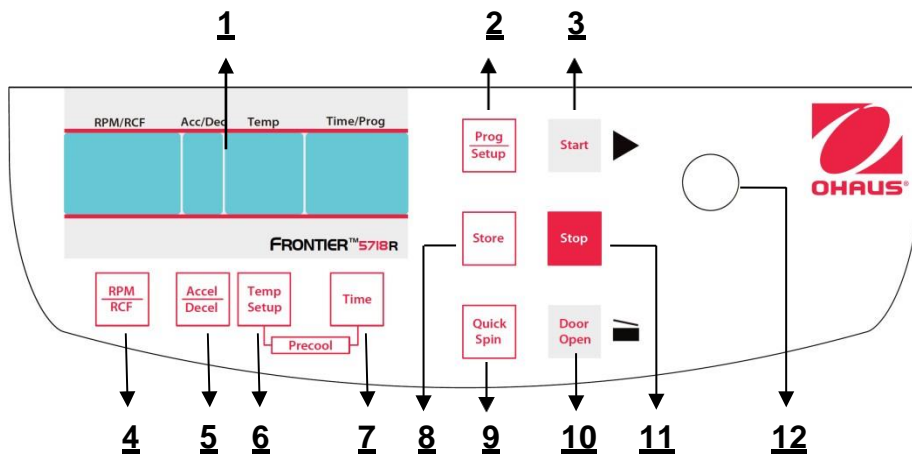 1 2 3
RPM/RCF Acc/Dec Temp Time/Prog
Prog
Setup
Start
OHAUS®
FRONTIER™5718R
Store
Stop
RPM
RCF
Accel
Decel
Temp
Setup
Time
Precool
Quick
Spin
Door
Open
4 5 6 7 8 9 10 11 12